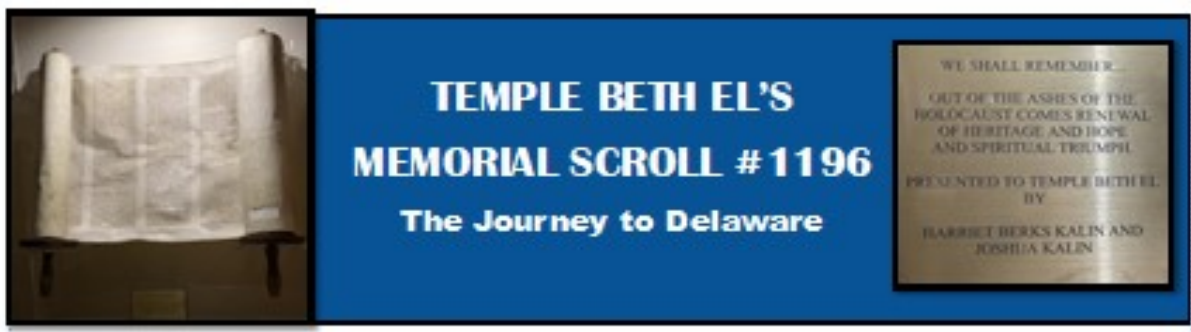 TEMPLE BETH EL'S
MEMORIAL SCROLL #1196
The Journey to Delaware
WE SHALL REMEMBER...
OUT OF THE ASHES OF THE
HOLOCAUST COMES RENEWAL
OF HERITAGE AND HOPE
AND SPIRITUAL TRIUMPH.
PRESENTED TO TEMPLE BETH EL
BY
HARRIET BERKS KALIN AND
JOSHUA KALIN